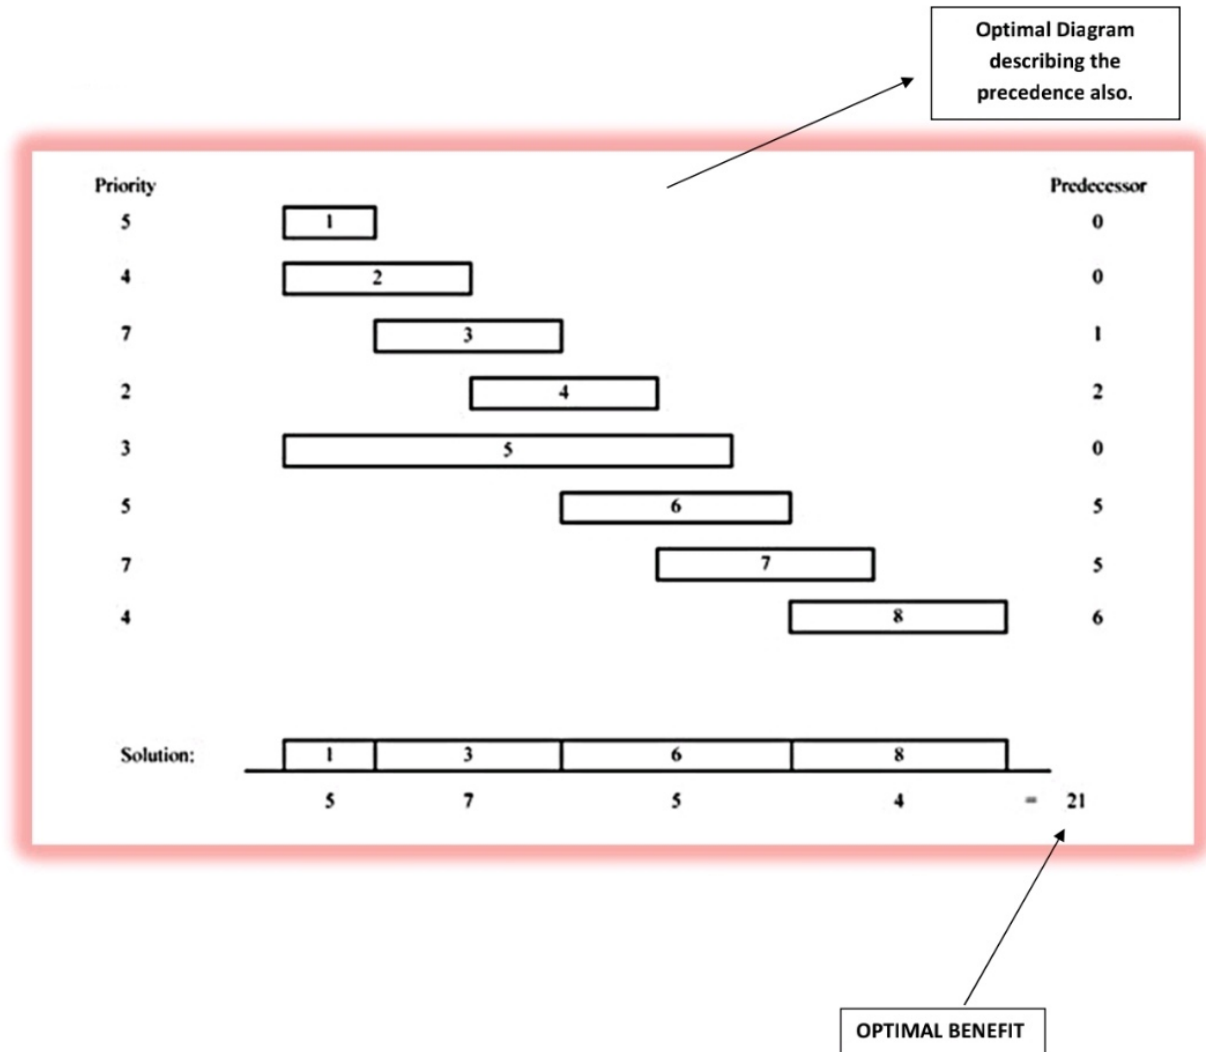 Optimal Diagram
describing the
precedence also.
Priority Predecessor
5 1 0
4 2 0
7 3 1
2 4 2
3 5 0
5 6 5
7 7 5
4 8 6
Solution: 1 3 6 8
5 7 5 4 = 21
OPTIMAL BENEFIT